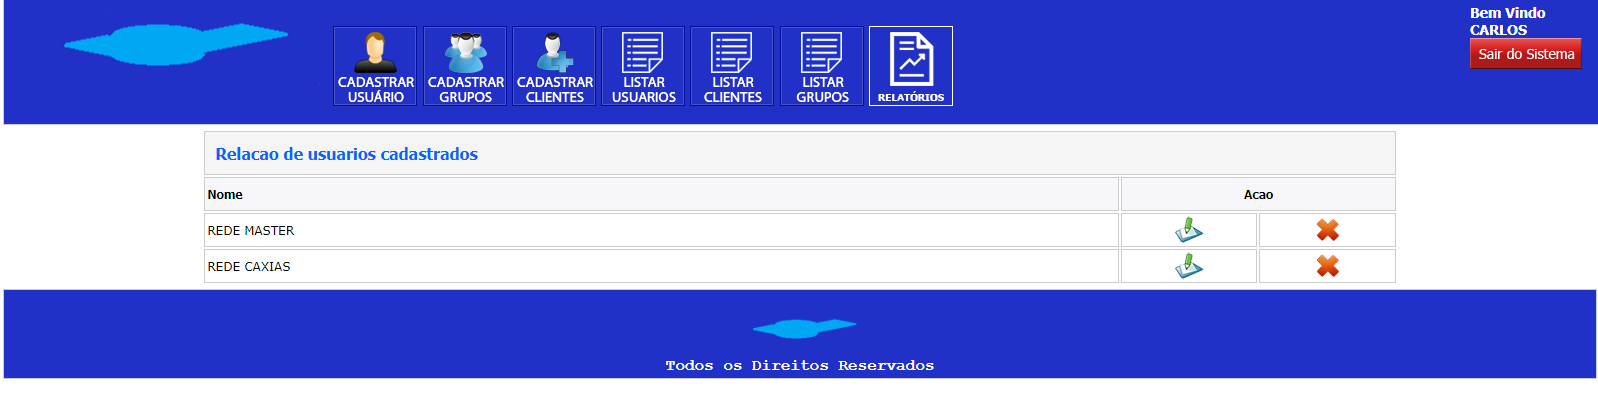 Bem Vindo
CARLOS
Sair do Sistema
CADASTRAR
USUÁRIO
CADASTRAR
GRUPOS
CADASTRAR
CLIENTES
LISTAR
USUARIOS
LISTAR
CLIENTES
LISTAR
GRUPOS
RELATÓRIOS
Relacao de usuarios cadastrados
Nome Acao
REDE MASTER
REDE CAXIAS
Todos os Direitos Reservados